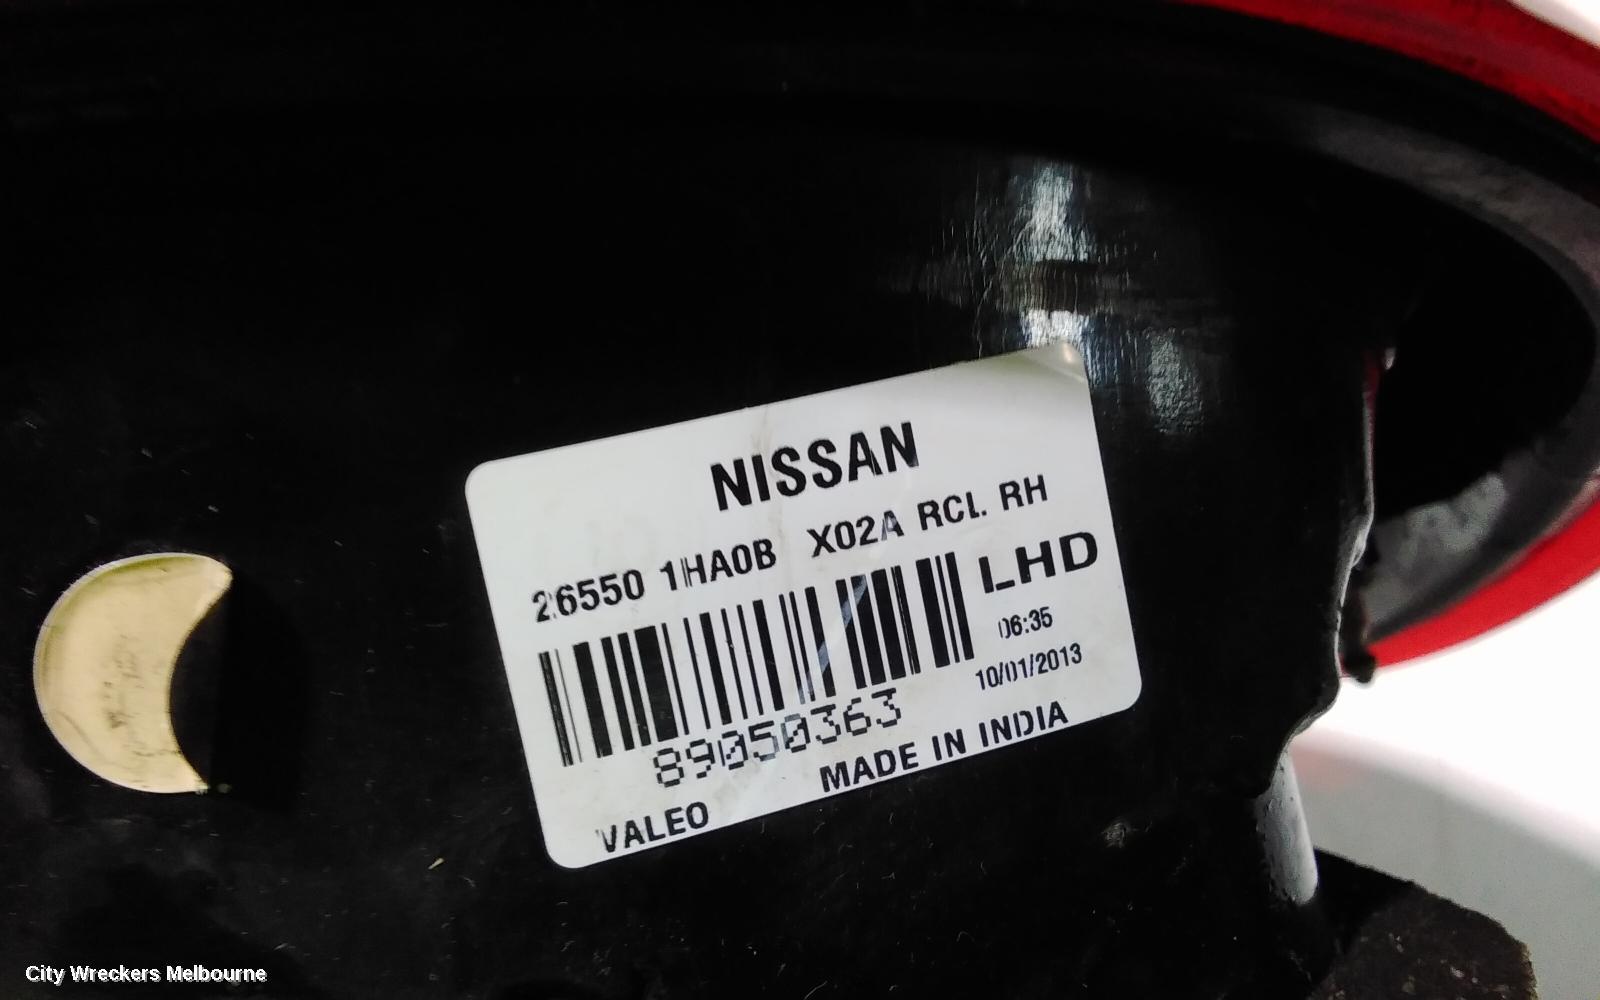 NISSAN
26550 1HA0B X02A RCL. RH
LHD
06:35
10/01/2013
89050363
VALEO MADE IN INDIA
City Wreckers Melbourne